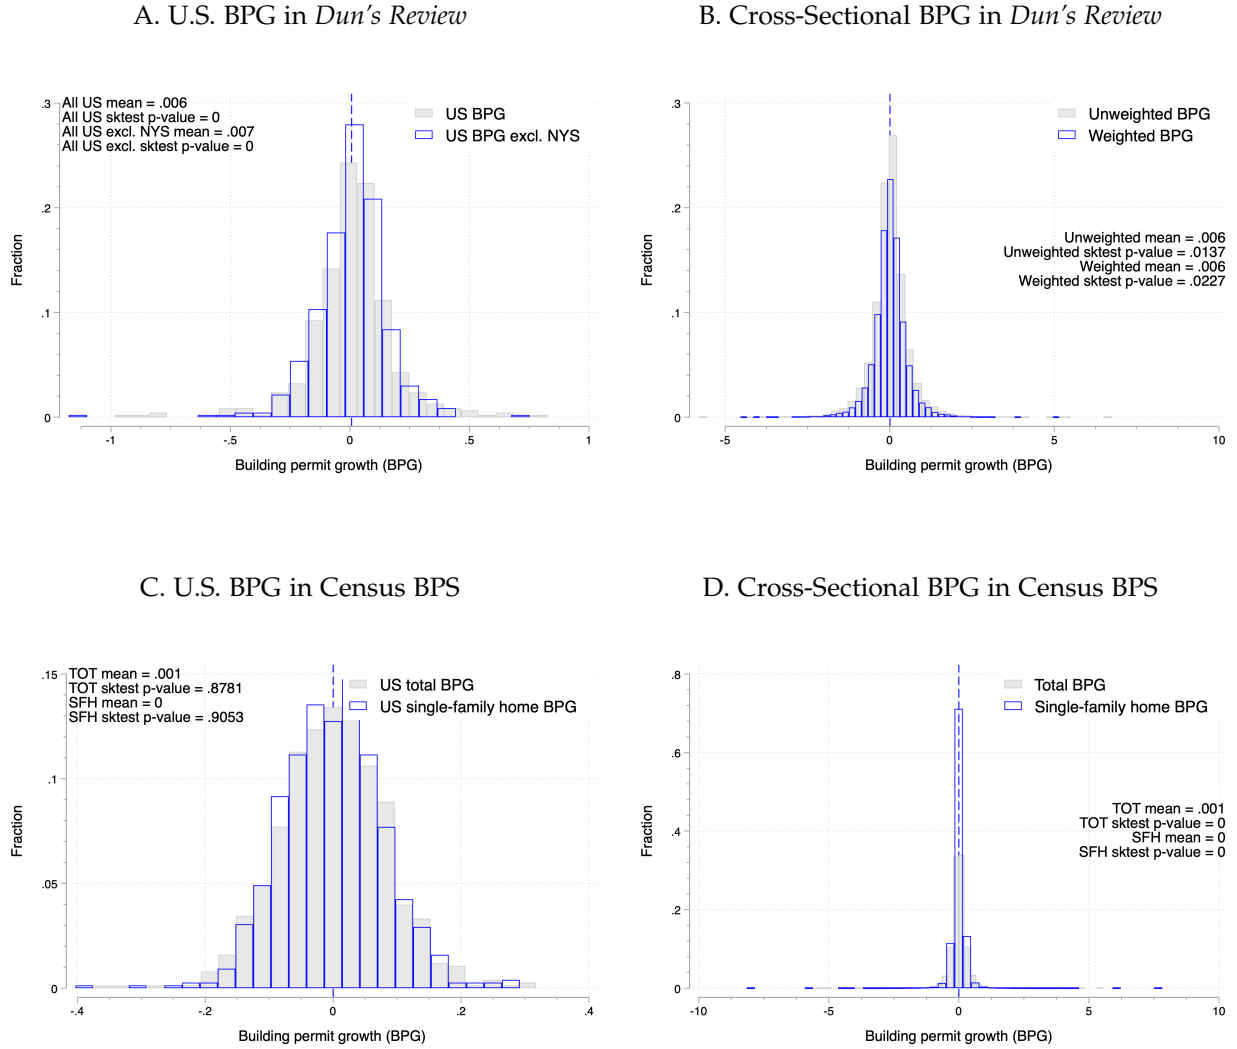 A. U.S. BPG in Dun's Review
All US mean = .006
All US sktest p-value = 0
All US excl. NYS mean = .007
All US excl. sktest p-value = 0
US BPG
US BPG excl. NYS
Fraction
.3
.2
.1
0
-1
-.5
0
.5
1
Building permit growth (BPG)
B. Cross-Sectional BPG in Dun's Review
Unweighted BPG
Weighted BPG
Unweighted mean = .006
Unweighted sktest p-value = .0137
Weighted mean = .006
Weighted sktest p-value = .0227
Fraction
.3
.2
.1
0
-5
0
5
10
Building permit growth (BPG)
C. U.S. BPG in Census BPS
TOT mean = .001
TOT sktest p-value = .8781
SFH mean = 0
SFH sktest p-value = .9053
US total BPG
US single-family home BPG
Fraction
.15
.1
.05
0
-.4
-.2
0
.2
.4
Building permit growth (BPG)
D. Cross-Sectional BPG in Census BPS
Total BPG
Single-family home BPG
TOT mean = .001
TOT sktest p-value = 0
SFH mean = 0
SFH sktest p-value = 0
Fraction
.8
.6
.4
.2
0
-10
-5
0
5
10
Building permit growth (BPG)